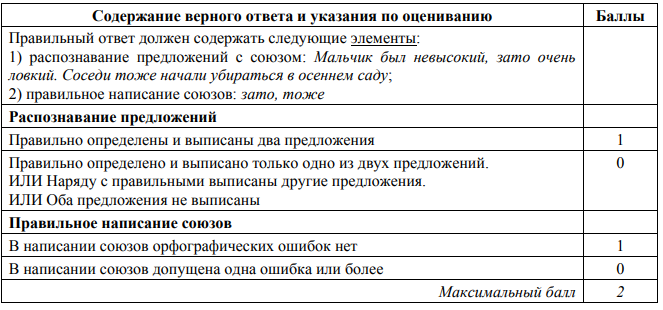 Содержание верного ответа и указания по оцениванию Баллы
Правильный ответ должен содержать следующие элементы:
1) распознавание предложений с союзом: Мальчик был невысокий, зато очень
ловкий. Соседи тоже начали убираться в осеннем саду;
2) правильное написание союзов: зато, тоже
Распознавание предложений
Правильно определены и выписаны два предложения 1
Правильно определено и выписано только одно из двух предложений. 0
ИЛИ Наряду с правильными выписаны другие предложения.
ИЛИ Оба предложения не выписаны
Правильное написание союзов
В написании союзов орфографических ошибок нет 1
В написании союзов допущена одна ошибка или более 0
Максимальный балл 2